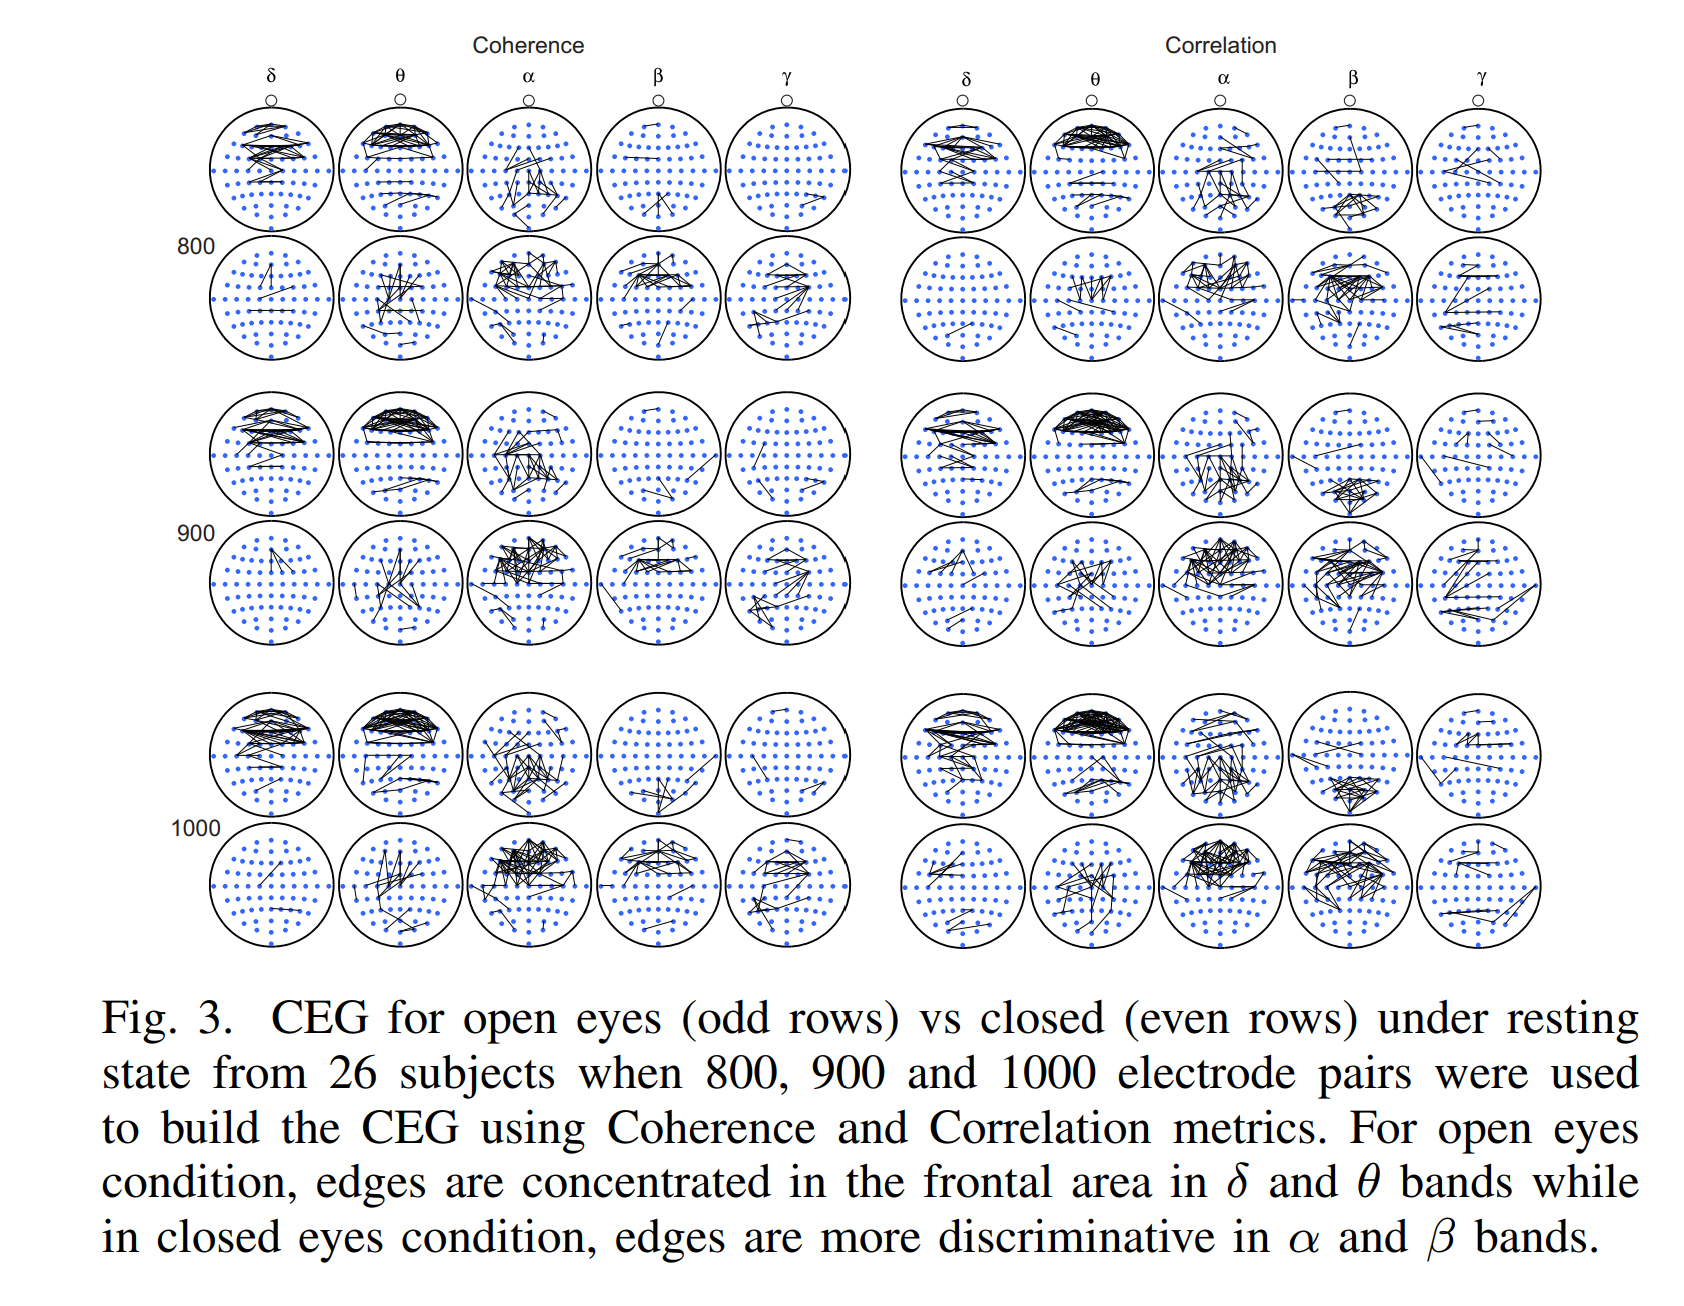 Coherence Correlation
δ θ α β γ δ θ α β γ
800
900
1000
Fig. 3. CEG for open eyes (odd rows) vs closed (even rows) under resting
state from 26 subjects when 800, 900 and 1000 electrode pairs were used
to build the CEG using Coherence and Correlation metrics. For open eyes
condition, edges are concentrated in the frontal area in δ and θ bands while
in closed eyes condition, edges are more discriminative in α and β bands.